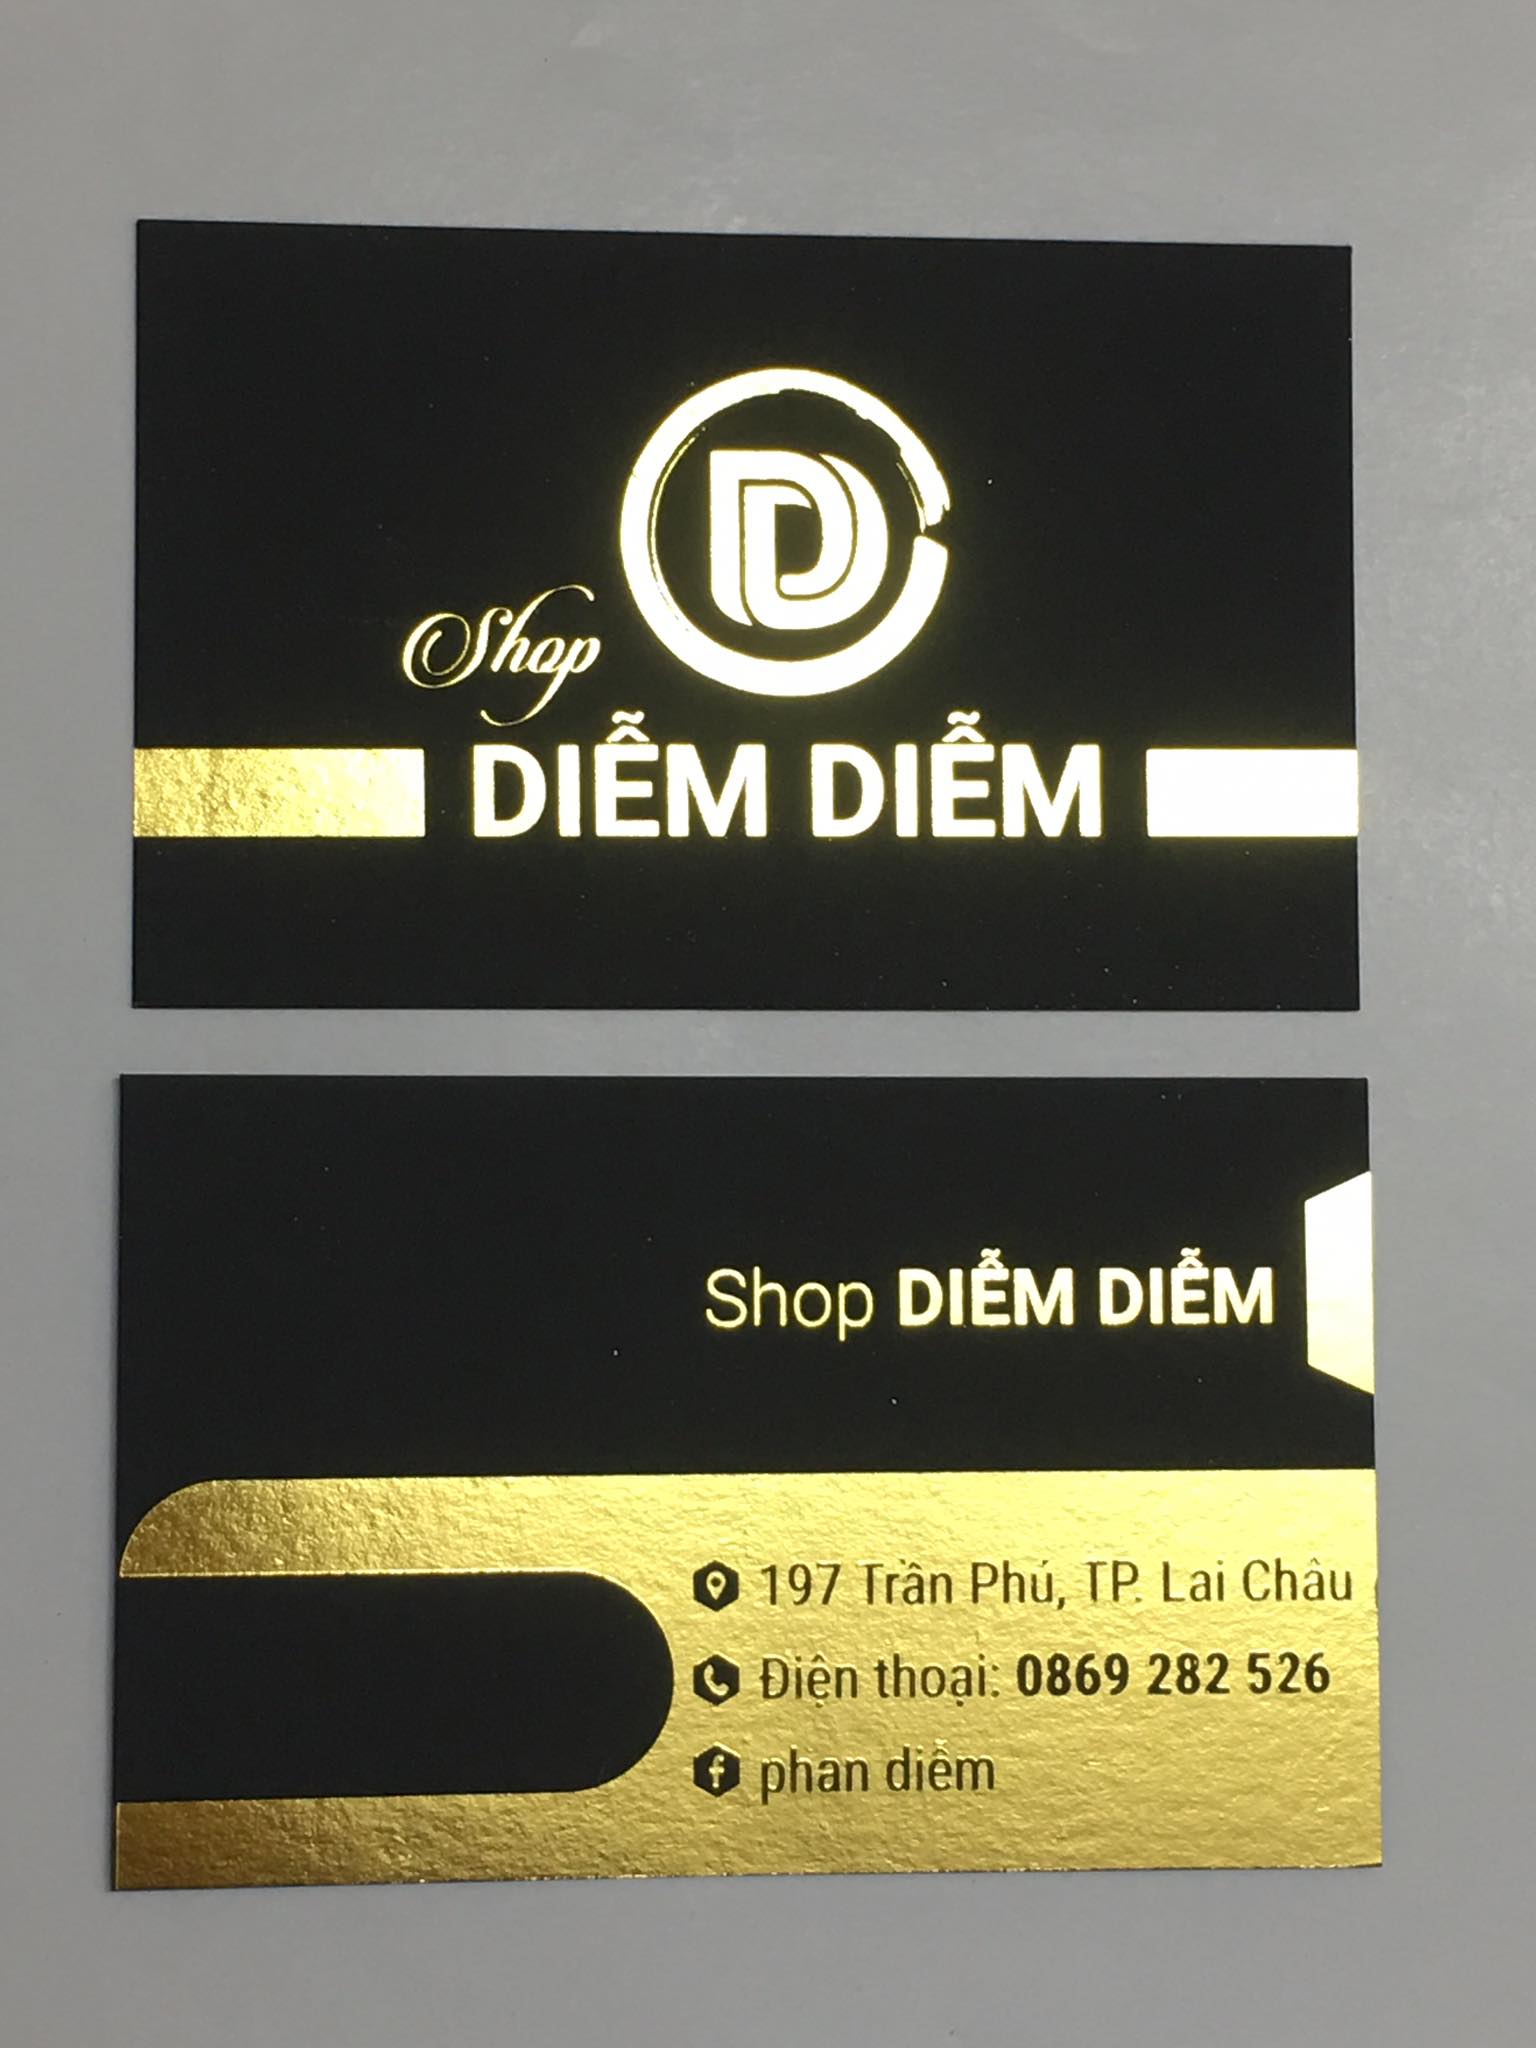 DD
Shop
DIỄM DIỄM
Shop DIỄM DIỄM
197 Trần Phú, TP. Lai Châu
Điện thoại: 0869 282 526
phan diễm